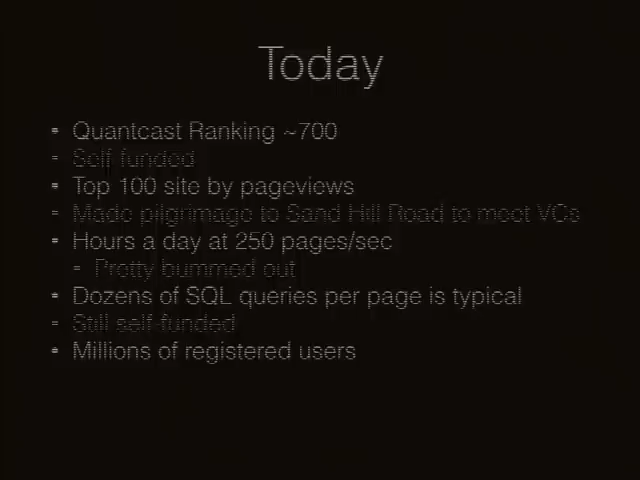 Today
• Quantcast Ranking ~700
• Self funded
• Top 100 site by pageviews
• Made pilgrimage to Sand Hill Road to meet VCs
• Hours a day at 250 pages/sec
• Pretty bummed out
• Dozens of SQL queries per page is typical
• Still self-funded
• Millions of registered users